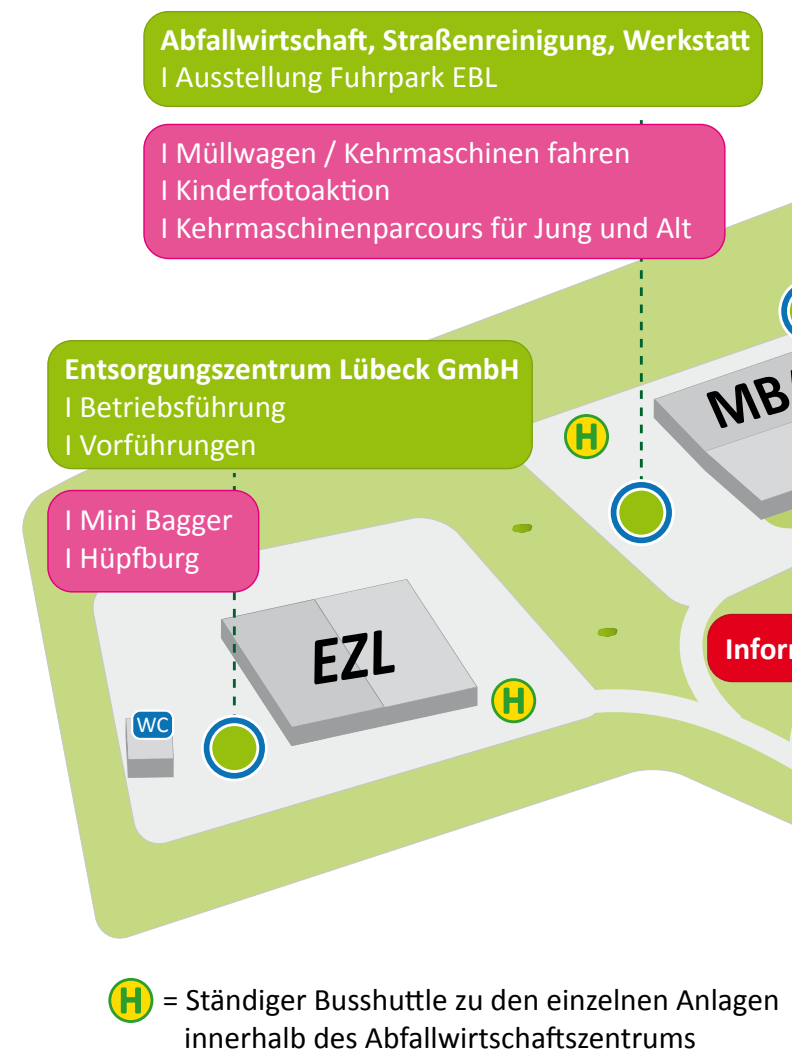 Abfallwirtschaft, Straßenreinigung, Werkstatt
I Ausstellung Fuhrpark EBL
I Müllwagen / Kehrmaschinen fahren
I Kinderfotoaktion
I Kehrmaschinenparcours für Jung und Alt
Entsorgungszentrum Lübeck GmbH
I Betriebsführung
I Vorführungen
I Mini Bagger
I Hüpfburg
MB
H
EZL
H
WC
H = Ständiger Busshuttle zu den einzelnen Anlagen
innerhalb des Abfallwirtschaftszentrums